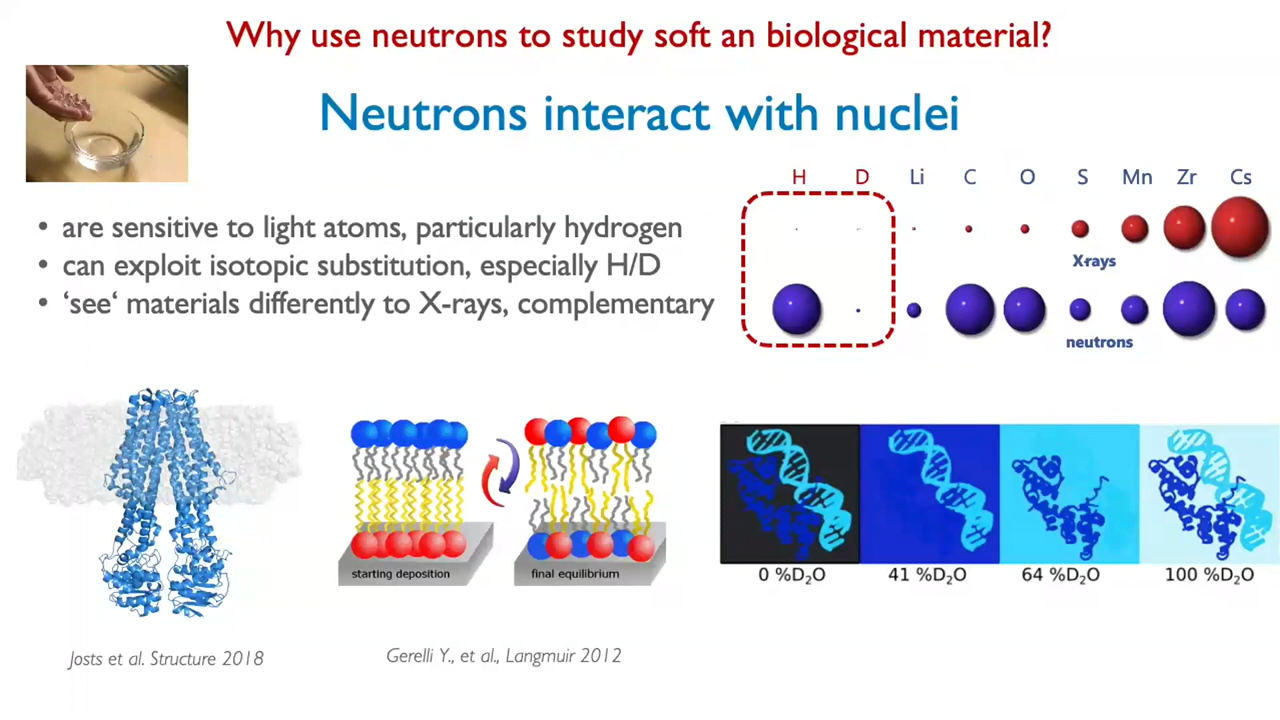 Why use neutrons to study soft an biological material?
Neutrons interact with nuclei
H D Li C O S Mn Zr Cs
• are sensitive to light atoms, particularly hydrogen
• can exploit isotopic substitution, especially H/D
• ‘see‘ materials differently to X-rays, complementary
X-rays
neutrons
starting deposition
final equilibrium
0 %D₂O 41 %D₂O 64 %D₂O 100 %D₂O
Josts et al. Structure 2018
Gerelli Y., et al., Langmuir 2012